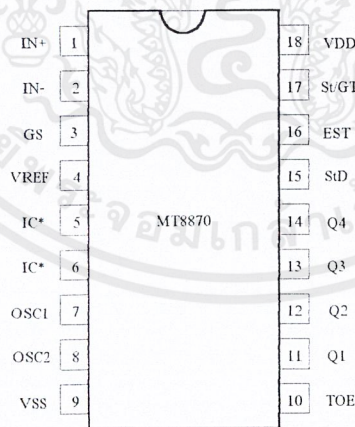 IN+ 1 18 VDD
IN- 2 17 St/GT
GS 3 16 EST
VREF 4 15 StD
IC* 5 MT8870 14 Q4
IC* 6 13 Q3
OSC1 7 12 Q2
OSC2 8 11 Q1
VSS 9 10 TOE